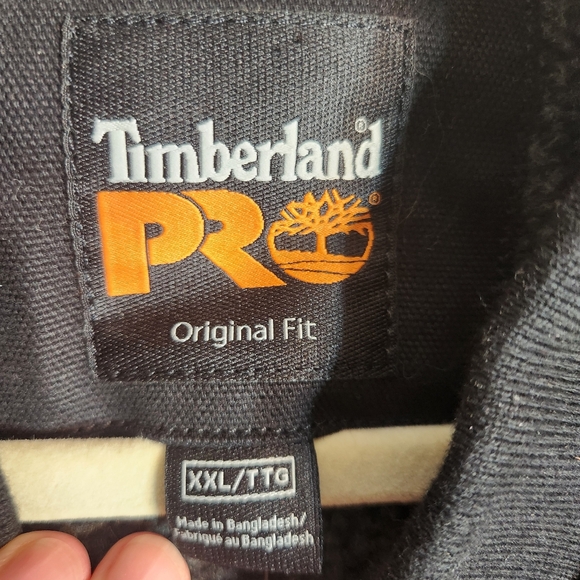 Timberland®
PRO®
Original Fit
XXL/TTG
Made in Bangladesh/
Fabriqué au Bangladesh